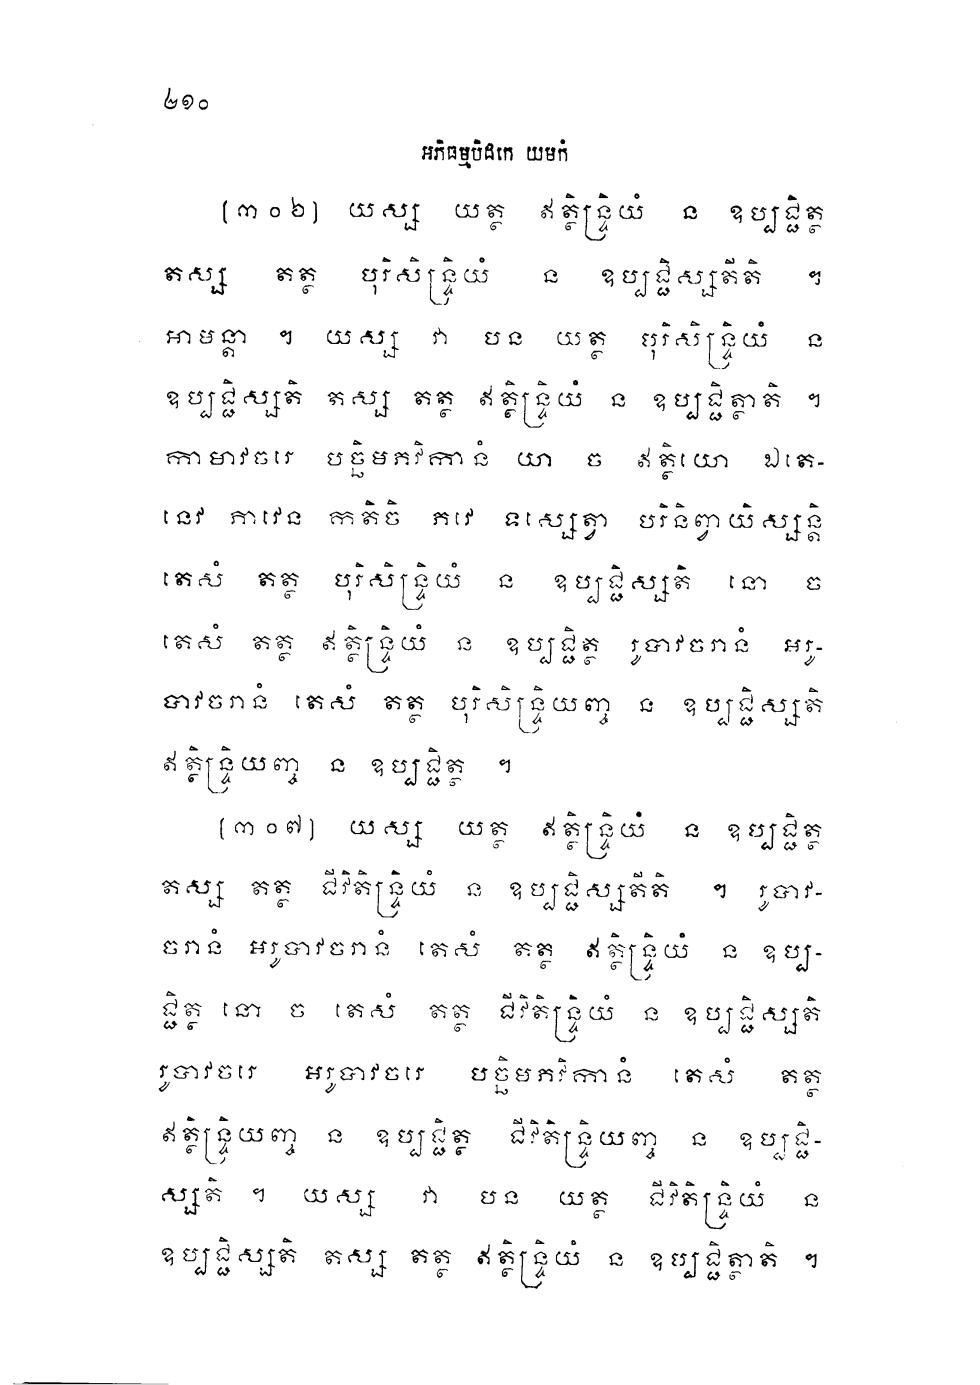 ២១០
អភិធម្មបិដកេ យមកំ
[៣០៦] យស្ស យត្ថ ឥត្ថិន្ទ្រិយំ ន ឧប្បជ្ជិត្ថ
តស្ស តត្ថ បុរិសិន្ទ្រិយំ ន ឧប្បជ្ជិស្សតីតិ ។
អាមន្តា ។ យស្ស វា បន យត្ថ បុរិសិន្ទ្រិយំ ន
ឧប្បជ្ជិស្សតិ តស្ស តត្ថ ឥត្ថិន្ទ្រិយំ ន ឧប្បជ្ជិត្ថាតិ ។
កាមាវចរេ បច្ឆិមភវិកានំ យា ច ឥត្ថិយោ ឯតេ-
នេវ ភាវេន កតិចិ ភវេ ទស្សេត្វា បរិនិព្វាយិស្សន្តិ
តេសំ តត្ថ បុរិសិន្ទ្រិយំ ន ឧប្បជ្ជិស្សតិ នោ ច
តេសំ តត្ថ ឥត្ថិន្ទ្រិយំ ន ឧប្បជ្ជិត្ថ រូបាវចរានំ អរូ-
បាវចរានំ តេសំ តត្ថ បុរិសិន្ទ្រិយញ្ច ន ឧប្បជ្ជិស្សតិ
ឥត្ថិន្ទ្រិយញ្ច ន ឧប្បជ្ជិត្ថ ។
[៣០៧] យស្ស យត្ថ ឥត្ថិន្ទ្រិយំ ន ឧប្បជ្ជិត្ថ
តស្ស តត្ថ ជីវិតិន្ទ្រិយំ ន ឧប្បជ្ជិស្សតីតិ ។ រូបាវ-
ចរានំ អរូបាវចរានំ តេសំ តត្ថ ឥត្ថិន្ទ្រិយំ ន ឧប្ប-
ជ្ជិត្ថ នោ ច តេសំ តត្ថ ជីវិតិន្ទ្រិយំ ន ឧប្បជ្ជិស្សតិ
រូបាវចរេ អរូបាវចរេ បច្ឆិមភវិកានំ តេសំ តត្ថ
ឥត្ថិន្ទ្រិយញ្ច ន ឧប្បជ្ជិត្ថ ជីវិតិន្ទ្រិយញ្ច ន ឧប្បជ្ជិ-
ស្សតិ ។ យស្ស វា បន យត្ថ ជីវិតិន្ទ្រិយំ ន
ឧប្បជ្ជិស្សតិ តស្ស តត្ថ ឥត្ថិន្ទ្រិយំ ន ឧប្បជ្ជិត្ថាតិ ។